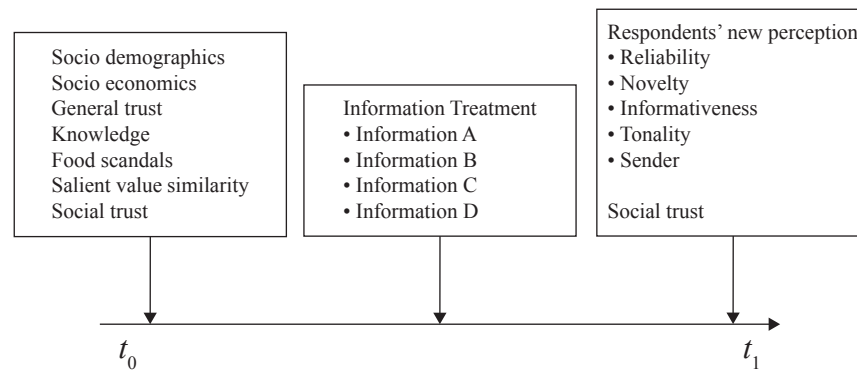 Socio demographics
Socio economics
General trust
Knowledge
Food scandals
Salient value similarity
Social trust
Information Treatment
• Information A
• Information B
• Information C
• Information D
Respondents' new perception
• Reliability
• Novelty
• Informativeness
• Tonality
• Sender
Social trust
t0
t1